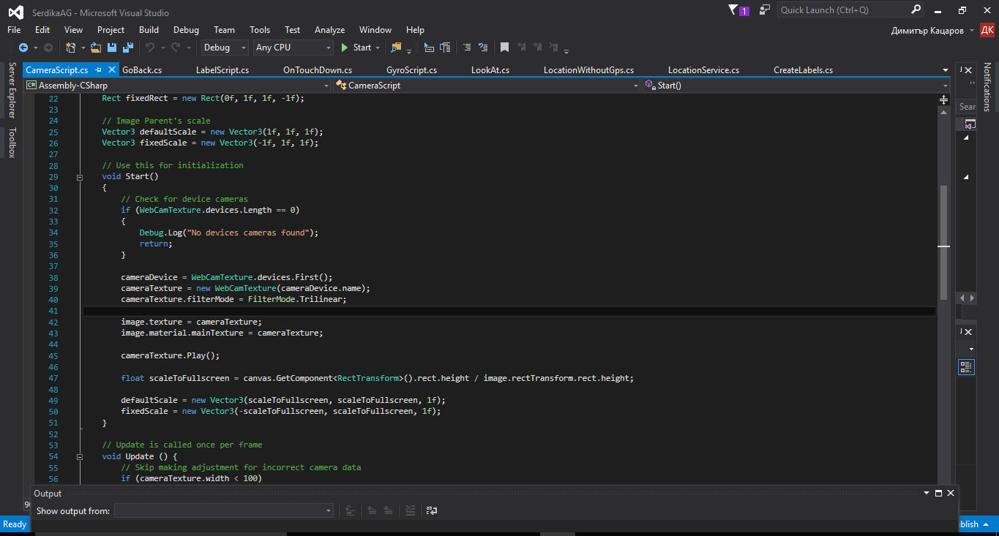 SerdikaAG - Microsoft Visual Studio
1
Quick Launch (Ctrl+Q)
File Edit View Project Build Debug Team Tools Test Analyze Window Help
Димитър Кацаров ДК
Debug Any CPU Start
CameraScript.cs GoBack.cs LabelScript.cs OnTouchDown.cs GyroScript.cs LookAt.cs LocationWithoutGps.cs LocationService.cs CreateLabels.cs
C# Assembly-CSharp CameraScript Start()
Server Explorer
Toolbox
Notifications
Sear
22 Rect fixedRect = new Rect(0f, 1f, 1f, -1f);
23
24 // Image Parent's scale
25 Vector3 defaultScale = new Vector3(1f, 1f, 1f);
26 Vector3 fixedScale = new Vector3(-1f, 1f, 1f);
27
28 // Use this for initialization
29 void Start()
30 {
31 // Check for device cameras
32 if (WebCamTexture.devices.Length == 0)
33 {
34 Debug.Log("No devices cameras found");
35 return;
36 }
37
38 cameraDevice = WebCamTexture.devices.First();
39 cameraTexture = new WebCamTexture(cameraDevice.name);
40 cameraTexture.filterMode = FilterMode.Trilinear;
41
42 image.texture = cameraTexture;
43 image.material.mainTexture = cameraTexture;
44
45 cameraTexture.Play();
46
47 float scaleToFullscreen = canvas.GetComponent<RectTransform>().rect.height / image.rectTransform.rect.height;
48
49 defaultScale = new Vector3(scaleToFullscreen, scaleToFullscreen, 1f);
50 fixedScale = new Vector3(-scaleToFullscreen, scaleToFullscreen, 1f);
51 }
52
53 // Update is called once per frame
54 void Update () {
55 // Skip making adjustment for incorrect camera data
56 if (cameraTexture.width < 100)
Output
Show output from:
Ready
blish